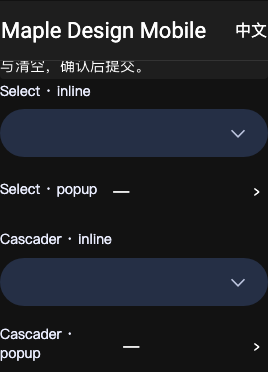 Maple Design Mobile 中文
与清空，确认后提交。
Select · inline
Select · popup — ›
Cascader · inline
Cascader ·
popup — ›